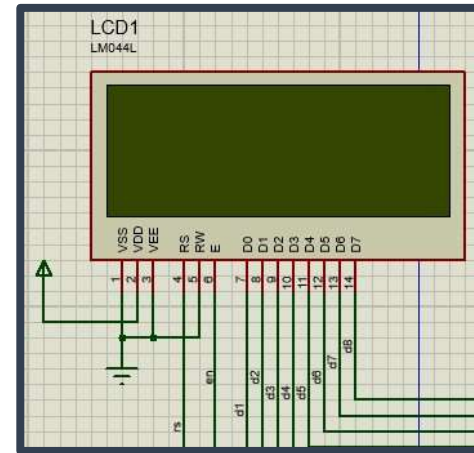 LCD1
LM044L
VSS VDD VEE RS RW E D0 D1 D2 D3 D4 D5 D6 D7
1 2 3 4 5 6 7 8 9 10 11 12 13 14
rs en d1 d2 d3 d4 d5 d6 d7 d8